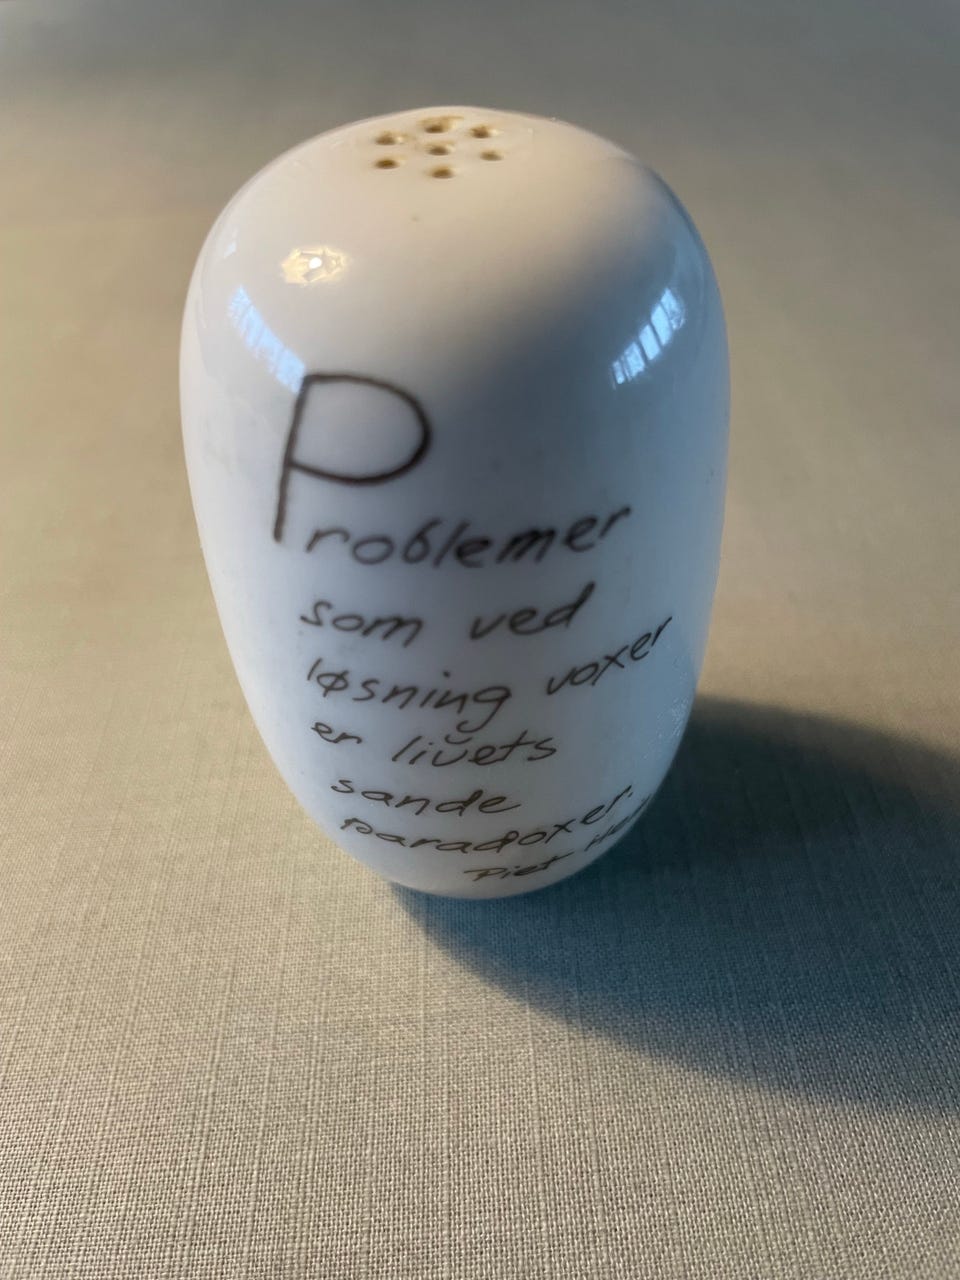 Problemer
som ved
løsning voxer
er livets
sande
paradoxer.
Piet